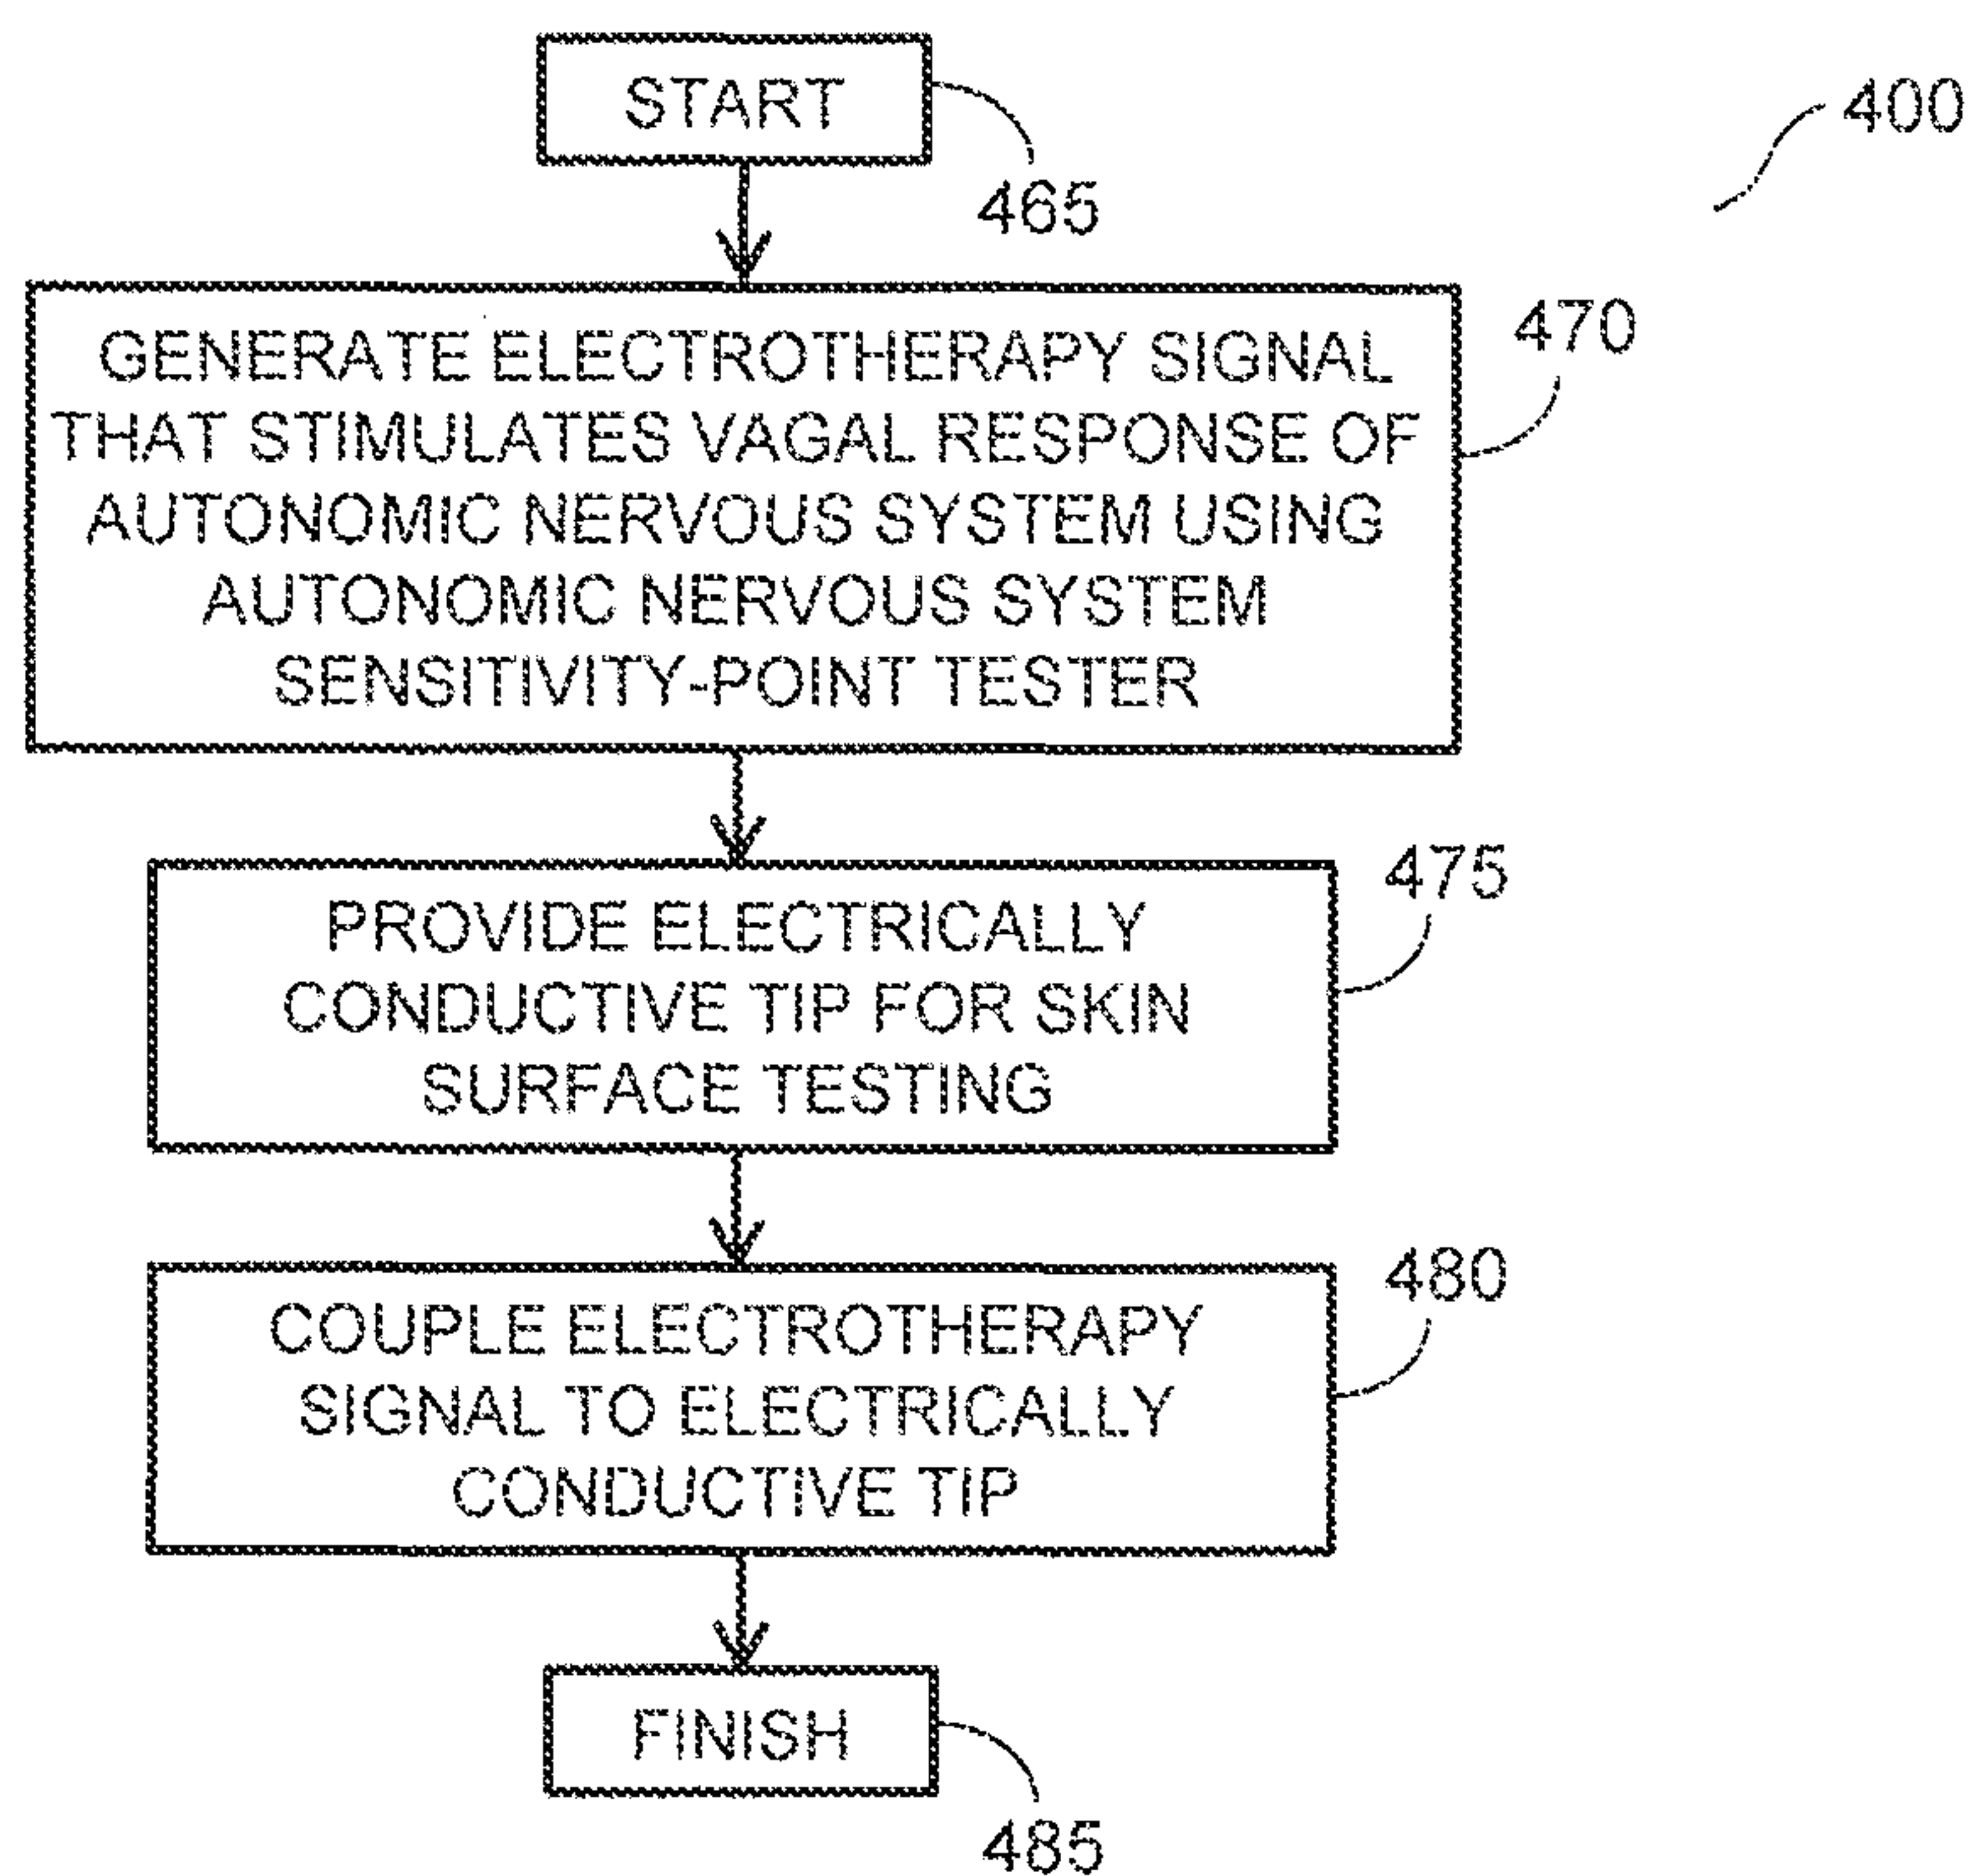 START
400
465
GENERATE ELECTROTHERAPY SIGNAL
THAT STIMULATES VAGAL RESPONSE OF
AUTONOMIC NERVOUS SYSTEM USING
AUTONOMIC NERVOUS SYSTEM
SENSITIVITY-POINT TESTER
470
PROVIDE ELECTRICALLY
CONDUCTIVE TIP FOR SKIN
SURFACE TESTING
475
COUPLE ELECTROTHERAPY
SIGNAL TO ELECTRICALLY
CONDUCTIVE TIP
480
FINISH
485